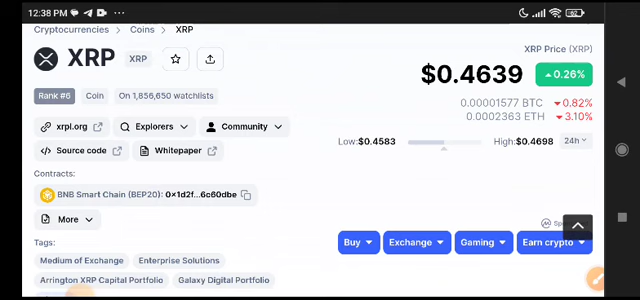 12:38 PM
Cryptocurrencies > Coins > XRP
XRP XRP
XRP Price (XRP)
$0.4639 0.26%
Rank #6 Coin On 1,856,650 watchlists
0.00001577 BTC 0.82%
0.0002363 ETH 3.10%
xrpl.org Explorers Community
Low:$0.4583 High:$0.4698 24h
Source code Whitepaper
Contracts:
BNB Smart Chain (BEP20): 0x1d2f...6c60dbe
More
Buy Exchange Gaming Earn crypto
Tags:
Medium of Exchange Enterprise Solutions
Arrington XRP Capital Portfolio Galaxy Digital Portfolio